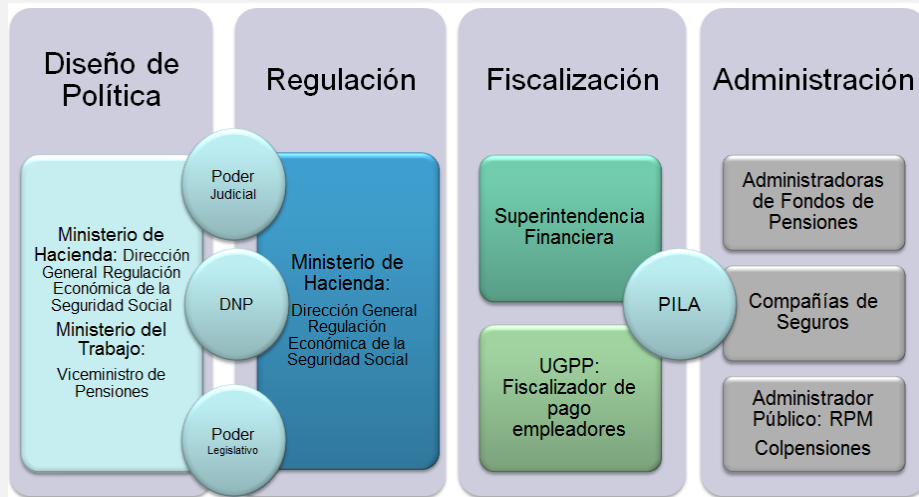 Diseño de
Política
Regulación
Fiscalización
Administración
Poder
Judicial
DNP
Poder
Legislativo
Ministerio de
Hacienda: Dirección
General Regulación
Económica de la
Seguridad Social
Ministerio del
Trabajo:
Viceministro de
Pensiones
Ministerio de
Hacienda:
Dirección General
Regulación
Económica de la
Seguridad Social
Superintendencia
Financiera
UGPP:
Fiscalizador de
pago
empleadores
PILA
Administradoras
de Fondos de
Pensiones
Compañías de
Seguros
Administrador
Público: RPM
Colpensiones